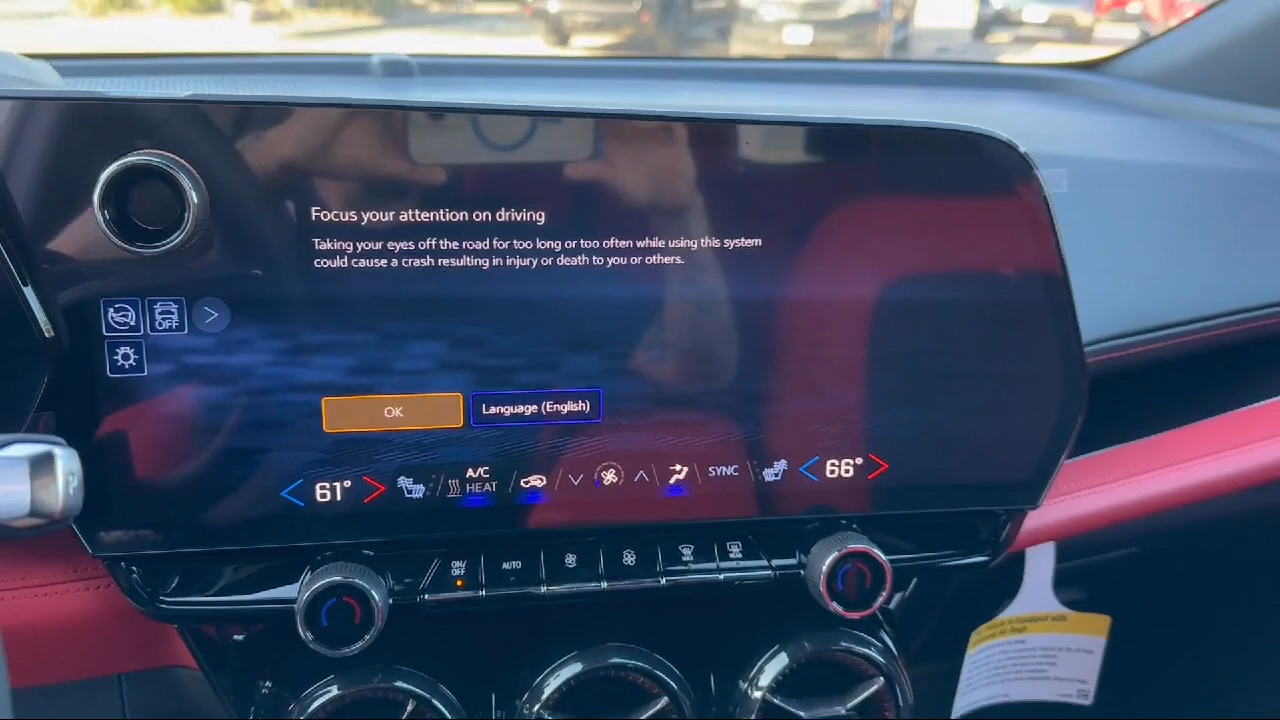 Focus your attention on driving
Taking your eyes off the road for too long or too often while using this system
could cause a crash resulting in injury or death to you or others.
OFF
OK
Language (English)
61°
A/C
HEAT
SYNC
66°
ON/
OFF
AUTO
MAX
REAR